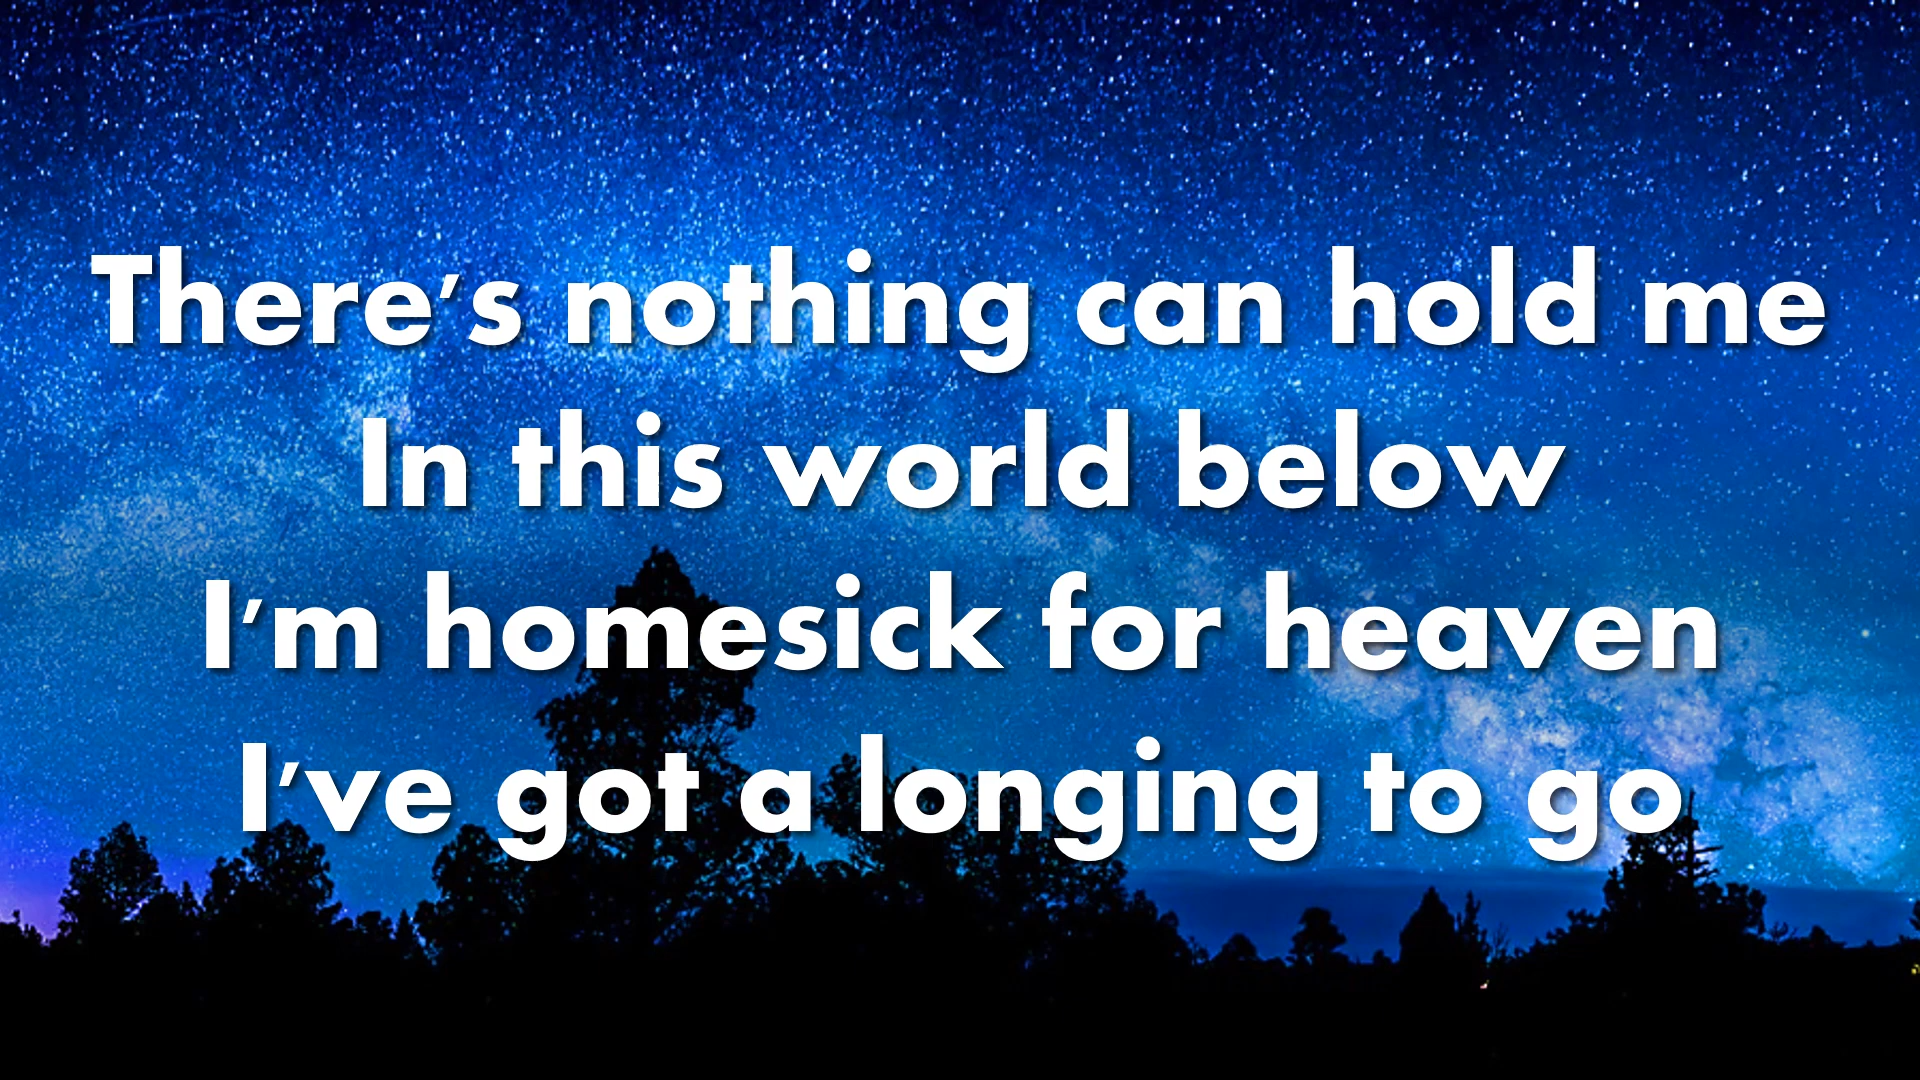 There's nothing can hold me
In this world below
I'm homesick for heaven
I've got a longing to go